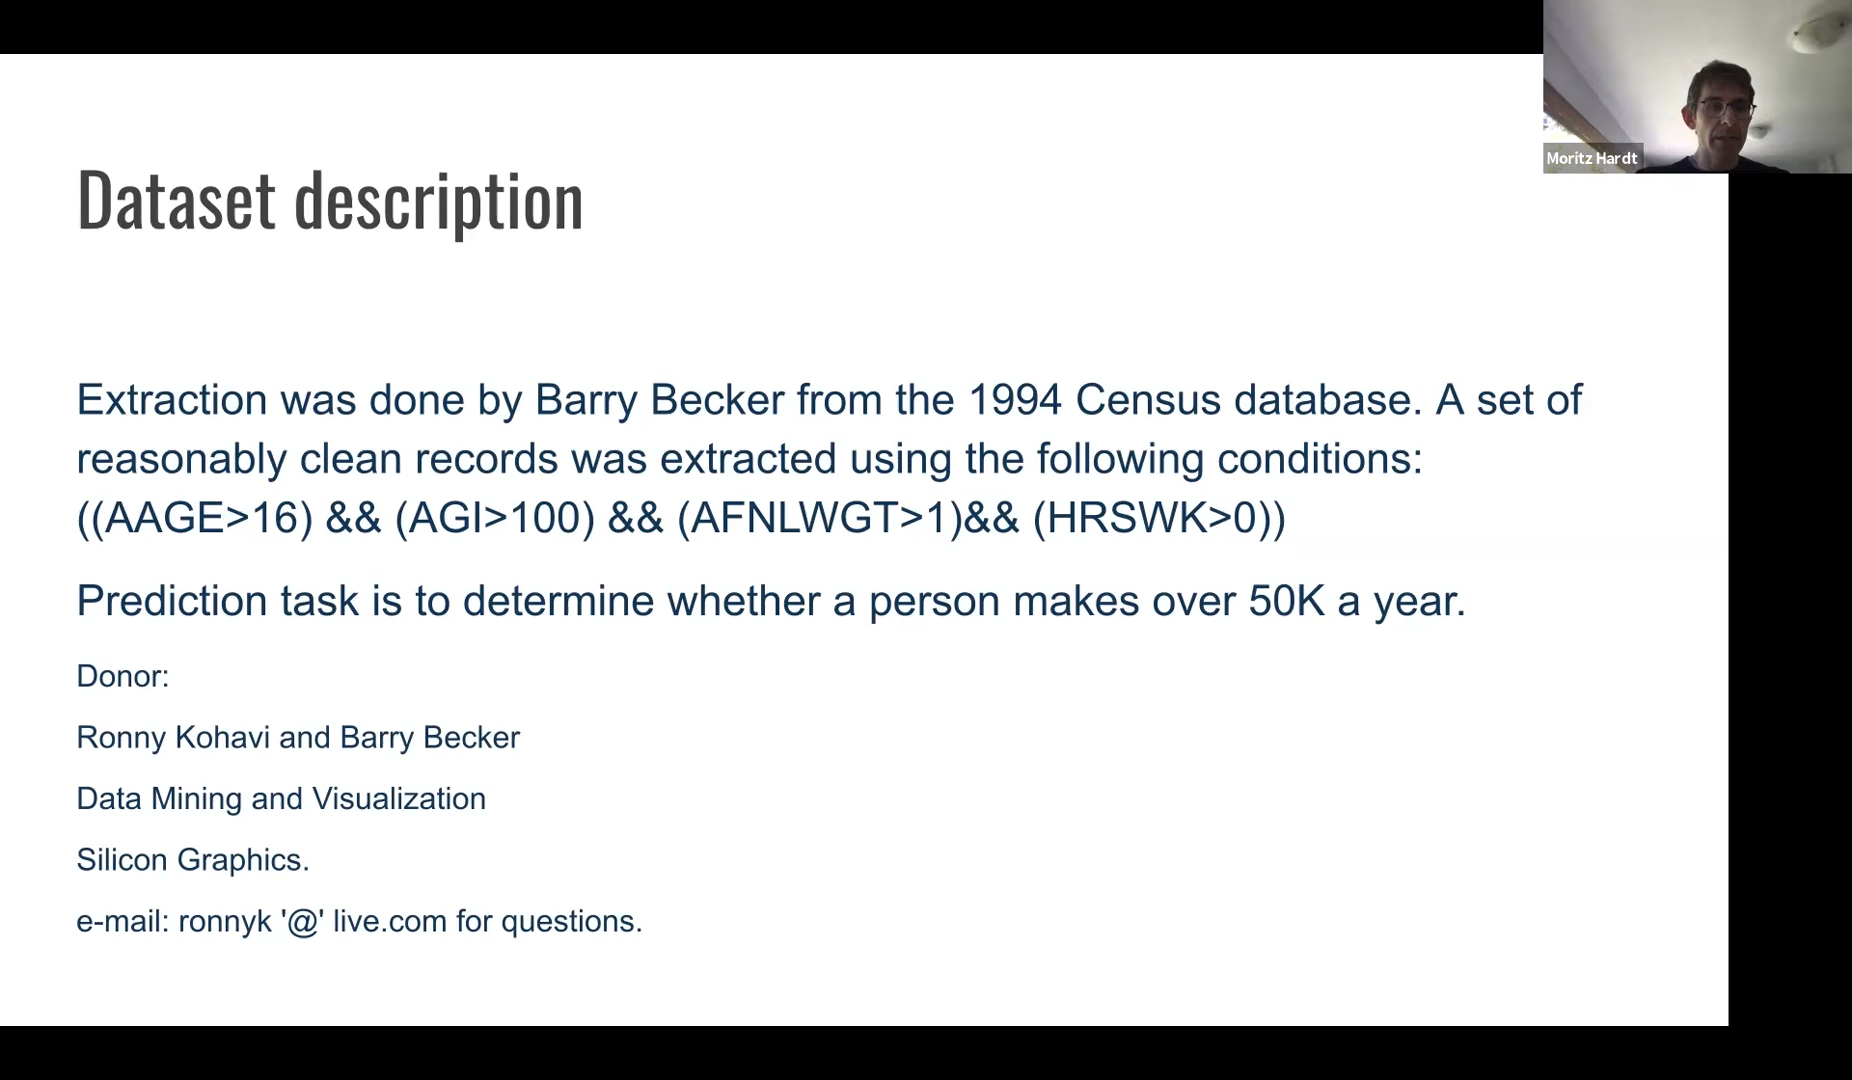 Moritz Hardt
Dataset description
Extraction was done by Barry Becker from the 1994 Census database. A set of
reasonably clean records was extracted using the following conditions:
((AAGE>16) && (AGI>100) && (AFNLWGT>1)&& (HRSWK>0))
Prediction task is to determine whether a person makes over 50K a year.
Donor:
Ronny Kohavi and Barry Becker
Data Mining and Visualization
Silicon Graphics.
e-mail: ronnyk '@' live.com for questions.